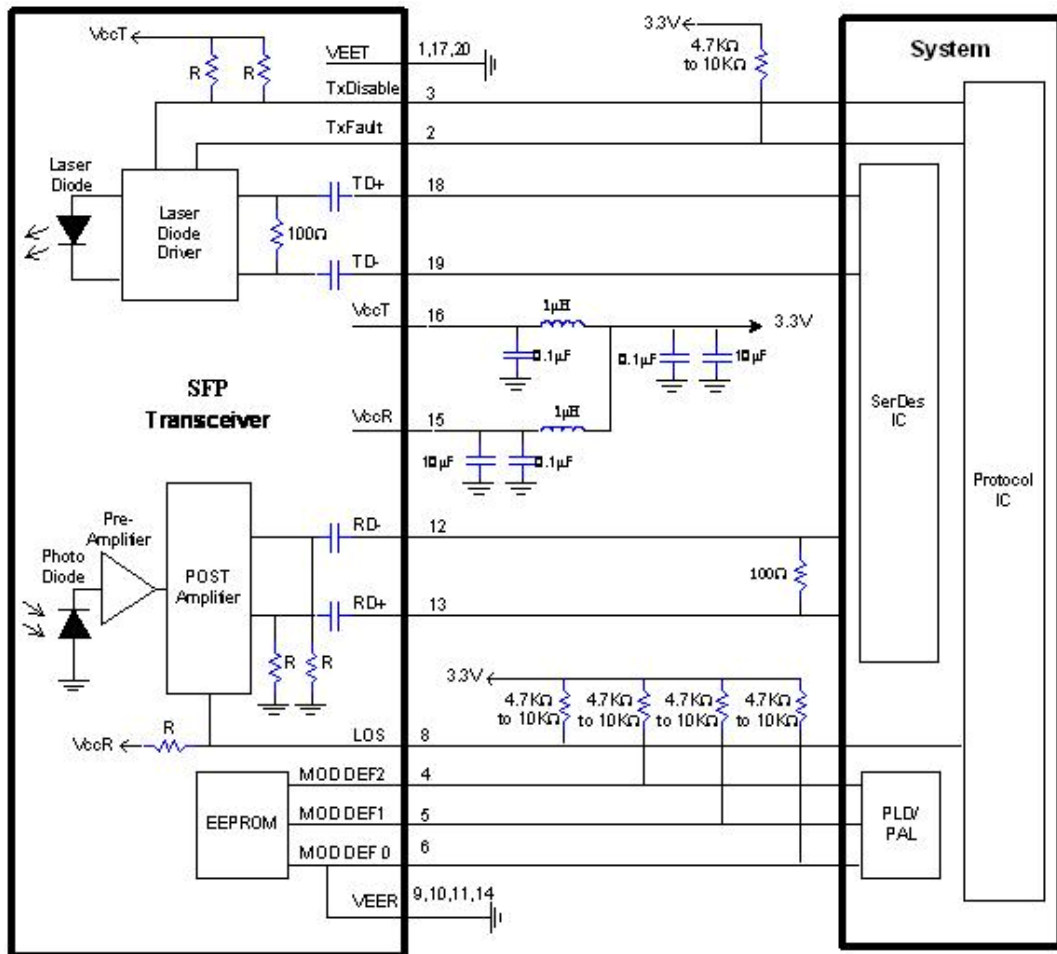 VccT
R
R
VEET
1,17,20
3.3V
4.7KΩ
to 10KΩ
System
TxDisable
3
TxFault
2
Laser
Diode
TD+
18
Laser
Diode
Driver
100Ω
TD-
19
VccT
16
1μH
3.3V
0.1μF
0.1μF
10μF
SFP
Transceiver
VccR
15
1μH
10μF
0.1μF
SerDes
IC
Protocol
IC
Pre-
Amplifier
RD-
12
Photo
Diode
POST
Amplifier
100Ω
RD+
13
R
R
3.3V
4.7KΩ
to 10KΩ
4.7KΩ
to 10KΩ
4.7KΩ
to 10KΩ
4.7KΩ
to 10KΩ
R
VccR
LOS
8
MOD DEF2
4
EEPROM
MOD DEF1
5
PLD/
PAL
MOD DEF 0
6
VEER
9,10,11,14